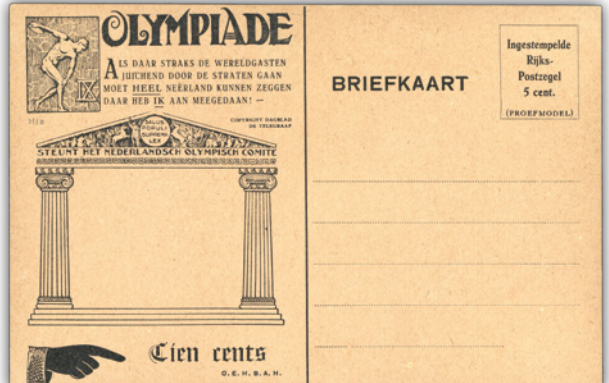 OLYMPIADE
ALS DAAR STRAKS DE WERELDGASTEN
JUICHEND DOOR DE STRATEN GAAN
MOET HEEL NEÊRLAND KUNNEN ZEGGEN
DAAR HEB IK AAN MEEGEDAAN! —
IX
COPYRIGHT DAGBLAD
DE TELEGRAAF
SALUS
POPULI
SUPREMA
LEX
STEUNT HET NEDERLANDSCH OLYMPISCH COMITÉ
Tien cents
O.E.H.B.A.H.
BRIEFKAART
Ingestempelde
Rijks-
Postzegel
5 cent.
(PROEFMODEL)